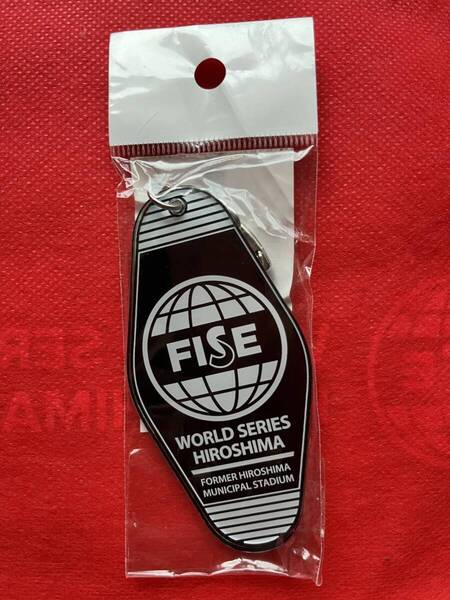 FISE
WORLD SERIES
HIROSHIMA
FORMER HIROSHIMA
MUNICIPAL STADIUM